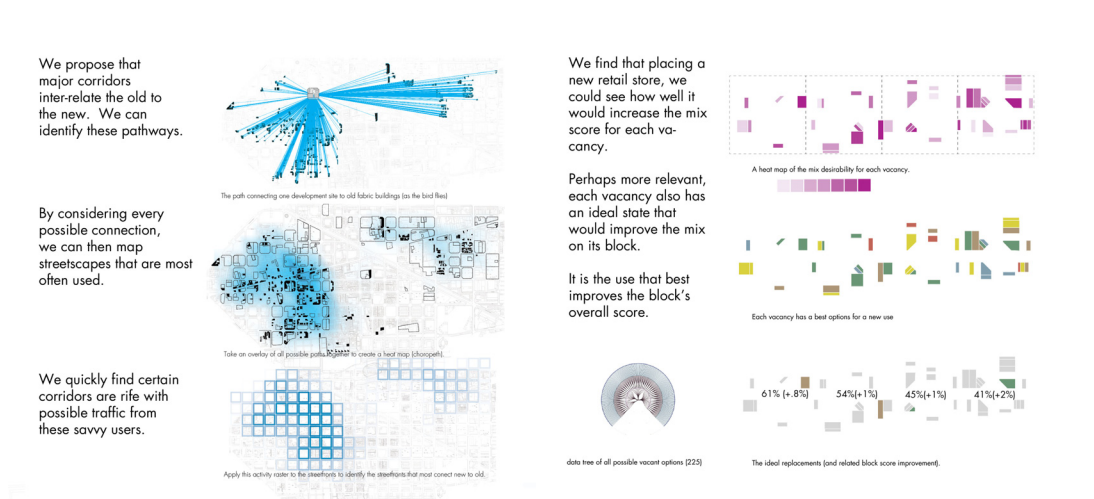 We propose that
major corridors
inter-relate the old to
the new. We can
identify these pathways.
The path connecting one development site to old fabric buildings (as the bird flies)
By considering every
possible connection,
we can then map
streetscapes that are most
often used.
Take an overlay of all possible paths together to create a heat map (choropeth).
We quickly find certain
corridors are rife with
possible traffic from
these savvy users.
Apply this activity raster to the streetfronts to identify the streetfronts that most conect new to old.
We find that placing a
new retail store, we
could see how well it
would increase the mix
score for each va-
cancy.
A heat map of the mix desirability for each vacancy.
Perhaps more relevant,
each vacancy also has
an ideal state that
would improve the mix
on its block.
It is the use that best
improves the block's
overall score.
Each vacancy has a best options for a new use
61% (+.8%) 54%(+1%) 45%(+1%) 41%(+2%)
data tree of all possible vacant options (225)
The ideal replacements (and related block score improvement).